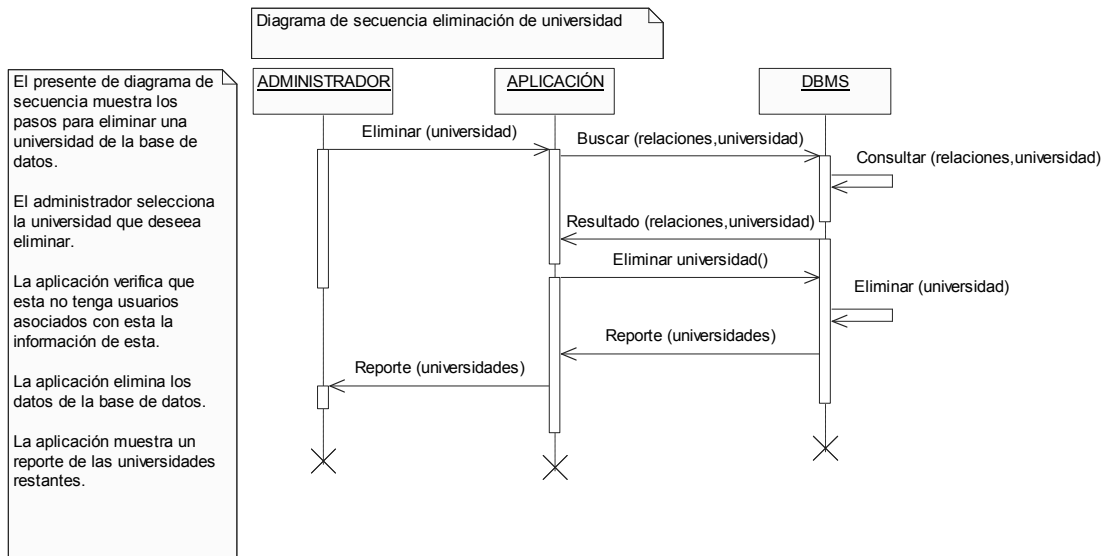 Diagrama de secuencia eliminación de universidad
El presente de diagrama de
secuencia muestra los
pasos para eliminar una
universidad de la base de
datos.
El administrador selecciona
la universidad que deseea
eliminar.
La aplicación verifica que
esta no tenga usuarios
asociados con esta la
información de esta.
La aplicación elimina los
datos de la base de datos.
La aplicación muestra un
reporte de las universidades
restantes.
ADMINISTRADOR
APLICACIÓN
DBMS
Eliminar (universidad)
Buscar (relaciones,universidad)
Consultar (relaciones,universidad)
Resultado (relaciones,universidad)
Eliminar universidad()
Eliminar (universidad)
Reporte (universidades)
Reporte (universidades)